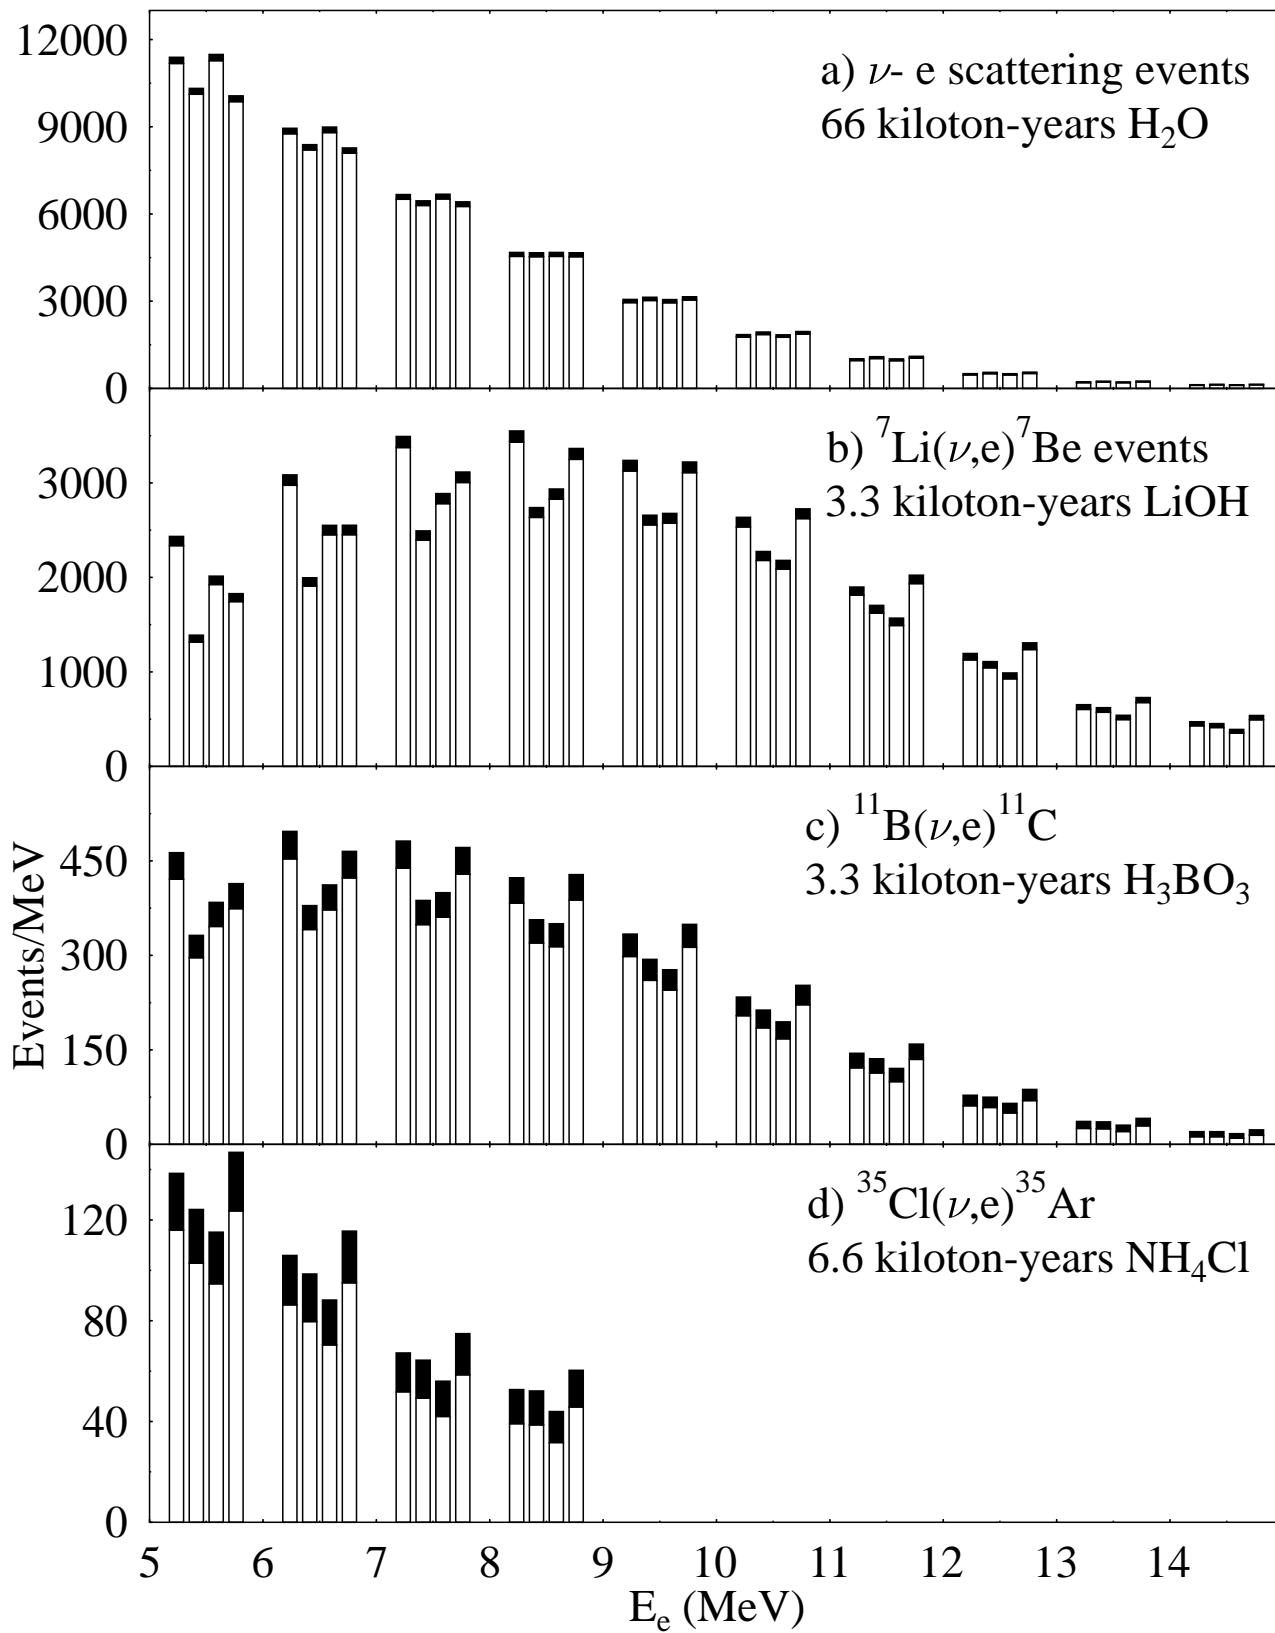 12000
9000
6000
3000
0
a) ν- e scattering events
66 kiloton-years H₂O
3000
2000
1000
0
b) ⁷Li(ν,e)⁷Be events
3.3 kiloton-years LiOH
Events/MeV
450
300
150
0
c) ¹¹B(ν,e)¹¹C
3.3 kiloton-years H₃BO₃
120
80
40
0
d) ³⁵Cl(ν,e)³⁵Ar
6.6 kiloton-years NH₄Cl
5 6 7 8 9 10 11 12 13 14
Eₑ (MeV)